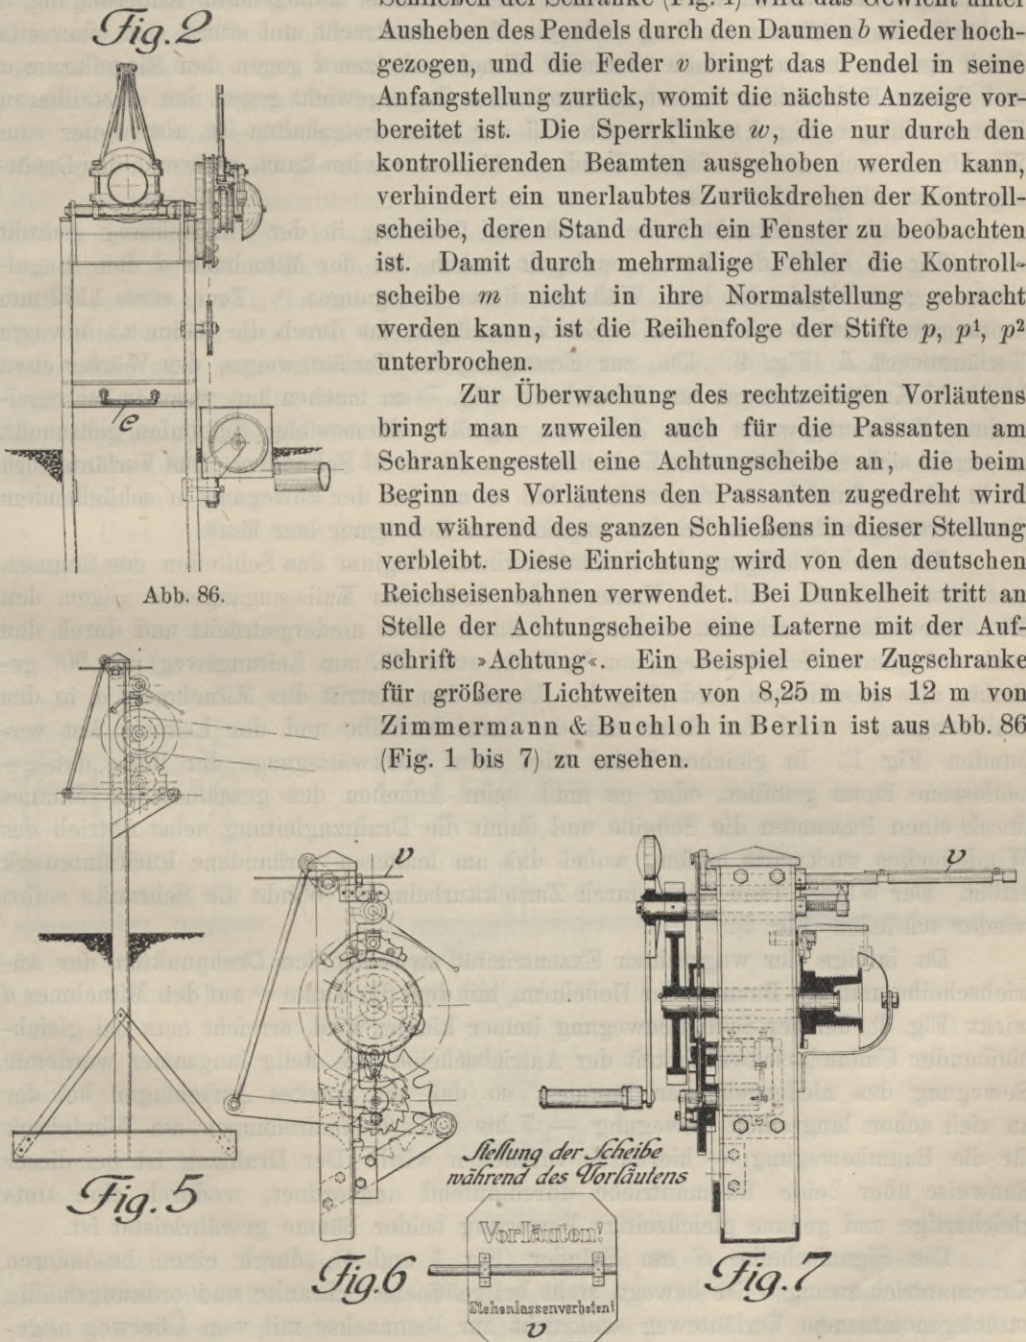 Fig. 2
Schließen der Schranke (Fig. 4) wird das Gewicht unter
Ausheben des Pendels durch den Daumen b wieder hoch-
gezogen, und die Feder v bringt das Pendel in seine
Anfangstellung zurück, womit die nächste Anzeige vor-
bereitet ist. Die Sperrklinke w, die nur durch den
kontrollierenden Beamten ausgehoben werden kann,
verhindert ein unerlaubtes Zurückdrehen der Kontroll-
scheibe, deren Stand durch ein Fenster zu beobachten
ist. Damit durch mehrmalige Fehler die Kontroll-
scheibe m nicht in ihre Normalstellung gebracht
werden kann, ist die Reihenfolge der Stifte p, p¹, p²
unterbrochen.
Zur Überwachung des rechtzeitigen Vorläutens
bringt man zuweilen auch für die Passanten am
Schrankengestell eine Achtungscheibe an, die beim
Beginn des Vorläutens den Passanten zugedreht wird
und während des ganzen Schließens in dieser Stellung
verbleibt. Diese Einrichtung wird von den deutschen
Reichseisenbahnen verwendet. Bei Dunkelheit tritt an
Stelle der Achtungscheibe eine Laterne mit der Auf-
schrift »Achtung«. Ein Beispiel einer Zugschranke
für größere Lichtweiten von 8,25 m bis 12 m von
Zimmermann & Buchloh in Berlin ist aus Abb. 86
(Fig. 1 bis 7) zu ersehen.
e
Abb. 86.
v
v
Stellung der Scheibe
während des Vorläutens
Fig. 5
Fig. 6
Fig. 7
Vorläuten!
Stehenlassen verboten!
v